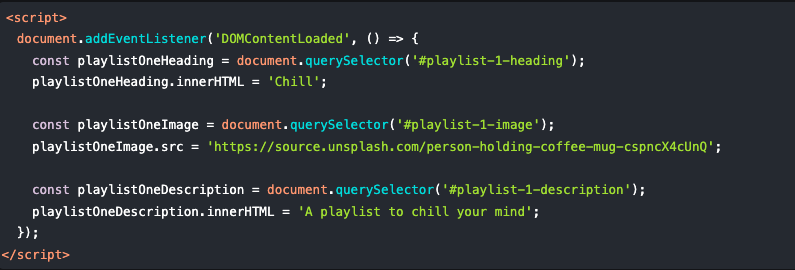 <script>
document.addEventListener('DOMContentLoaded', () => {
const playlistOneHeading = document.querySelector('#playlist-1-heading');
playlistOneHeading.innerHTML = 'Chill';
const playlistOneImage = document.querySelector('#playlist-1-image');
playlistOneImage.src = 'https://source.unsplash.com/person-holding-coffee-mug-cspncX4cUnQ';
const playlistOneDescription = document.querySelector('#playlist-1-description');
playlistOneDescription.innerHTML = 'A playlist to chill your mind';
});
</script>